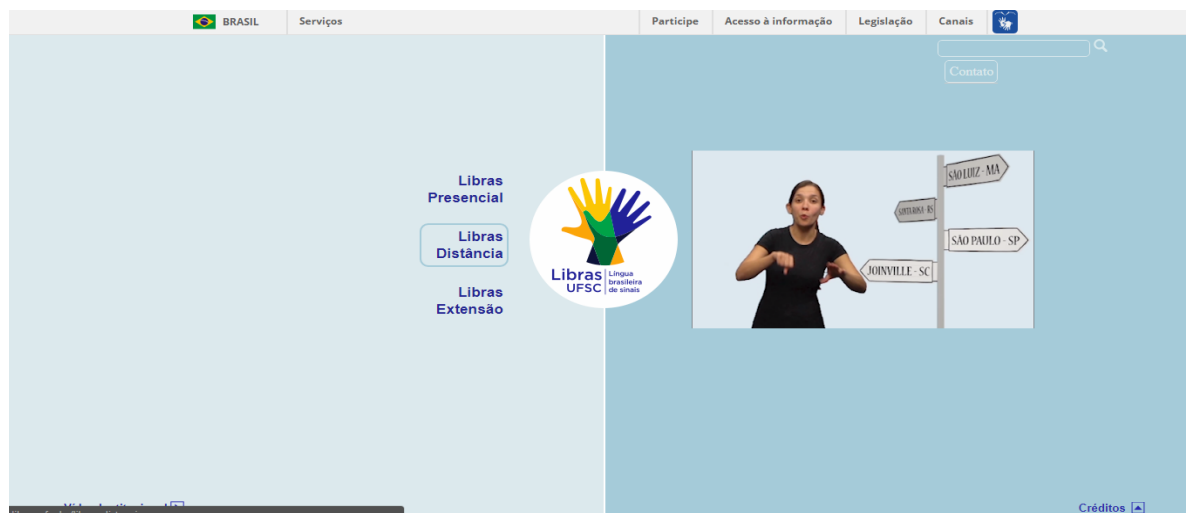 BRASIL
Serviços
Participe
Acesso à informação
Legislação
Canais
Contato
Libras
Presencial
Libras
Distância
Libras
Extensão
Libras
UFSC
Língua
brasileira
de sinais
SÃO LUIZ - MA
SANTA ROSA - RS
SÃO PAULO - SP
JOINVILLE - SC
Créditos